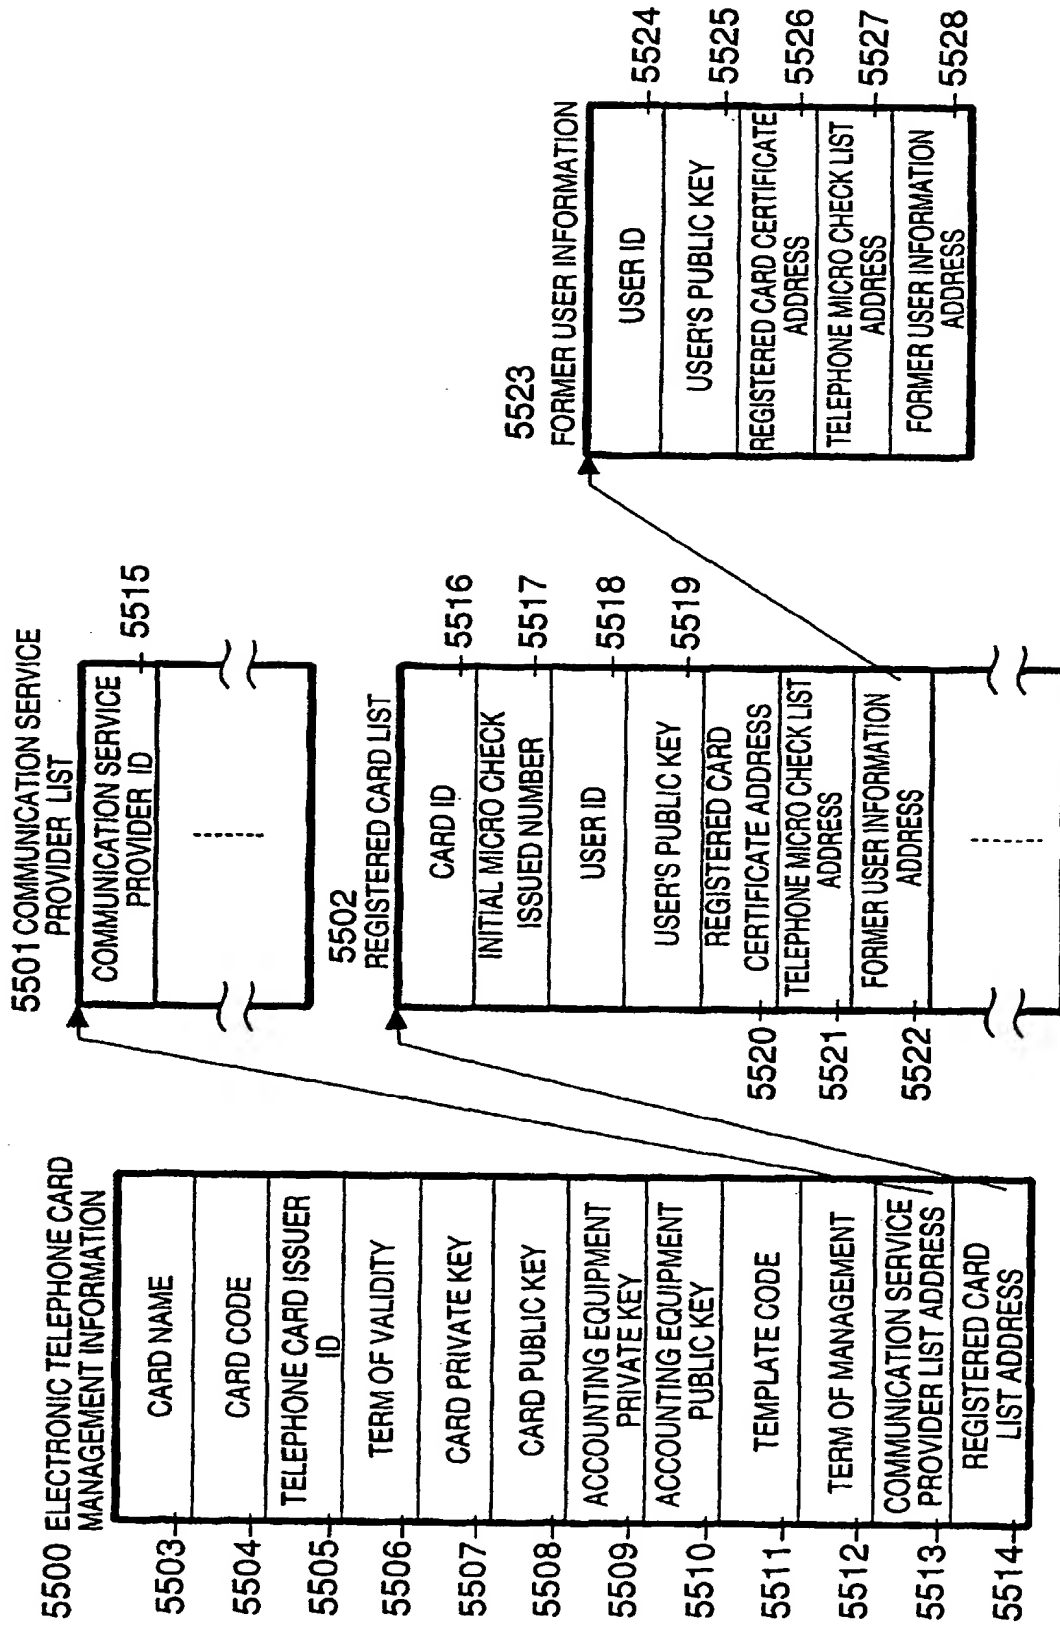 5500 ELECTRONIC TELEPHONE CARD
MANAGEMENT INFORMATION
5503
CARD NAME
5504
CARD CODE
5505
TELEPHONE CARD ISSUER
ID
5506
TERM OF VALIDITY
5507
CARD PRIVATE KEY
5508
CARD PUBLIC KEY
5509
ACCOUNTING EQUIPMENT
PRIVATE KEY
5510
ACCOUNTING EQUIPMENT
PUBLIC KEY
5511
TEMPLATE CODE
5512
TERM OF MANAGEMENT
5513
COMMUNICATION SERVICE
PROVIDER LIST ADDRESS
5514
REGISTERED CARD
LIST ADDRESS
5501 COMMUNICATION SERVICE
PROVIDER LIST
COMMUNICATION SERVICE
PROVIDER ID
5515
5502
REGISTERED CARD LIST
CARD ID
5516
INITIAL MICRO CHECK
ISSUED NUMBER
5517
USER ID
5518
USER'S PUBLIC KEY
5519
REGISTERED CARD
CERTIFICATE ADDRESS
5520
TELEPHONE MICRO CHECK LIST
ADDRESS
5521
FORMER USER INFORMATION
ADDRESS
5522
5523
FORMER USER INFORMATION
USER ID
5524
USER'S PUBLIC KEY
5525
REGISTERED CARD CERTIFICATE
ADDRESS
5526
TELEPHONE MICRO CHECK LIST
ADDRESS
5527
FORMER USER INFORMATION
ADDRESS
5528